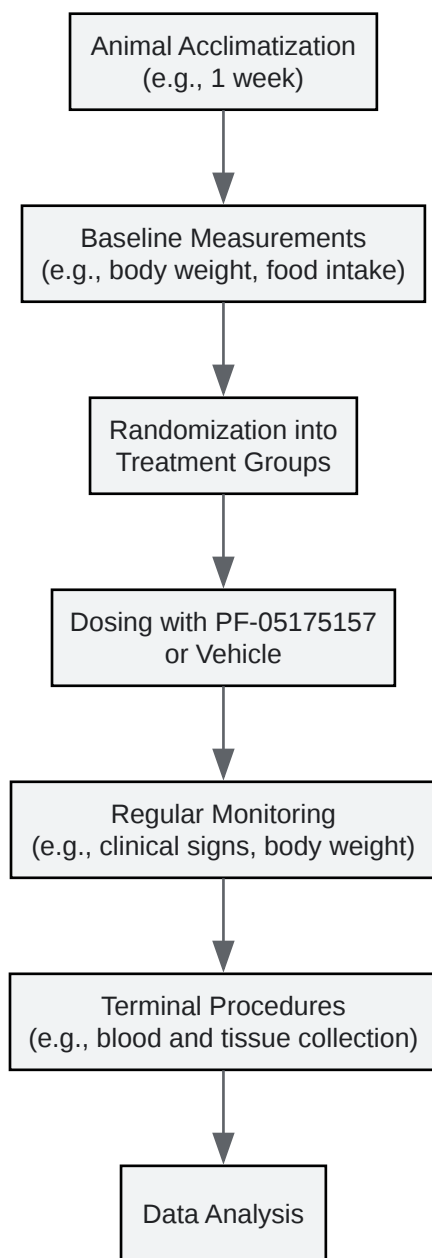 Animal Acclimatization
(e.g., 1 week)
Baseline Measurements
(e.g., body weight, food intake)
Randomization into
Treatment Groups
Dosing with PF-05175157
or Vehicle
Regular Monitoring
(e.g., clinical signs, body weight)
Terminal Procedures
(e.g., blood and tissue collection)
Data Analysis